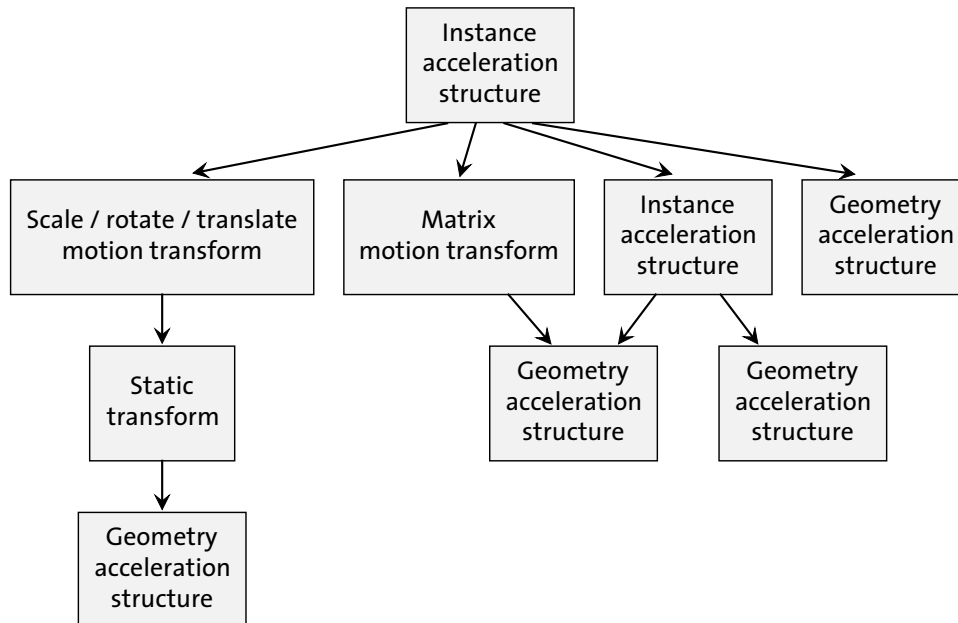 Instance
acceleration
structure
Scale / rotate / translate
motion transform
Matrix
motion transform
Instance
acceleration
structure
Geometry
acceleration
structure
Static
transform
Geometry
acceleration
structure
Geometry
acceleration
structure
Geometry
acceleration
structure